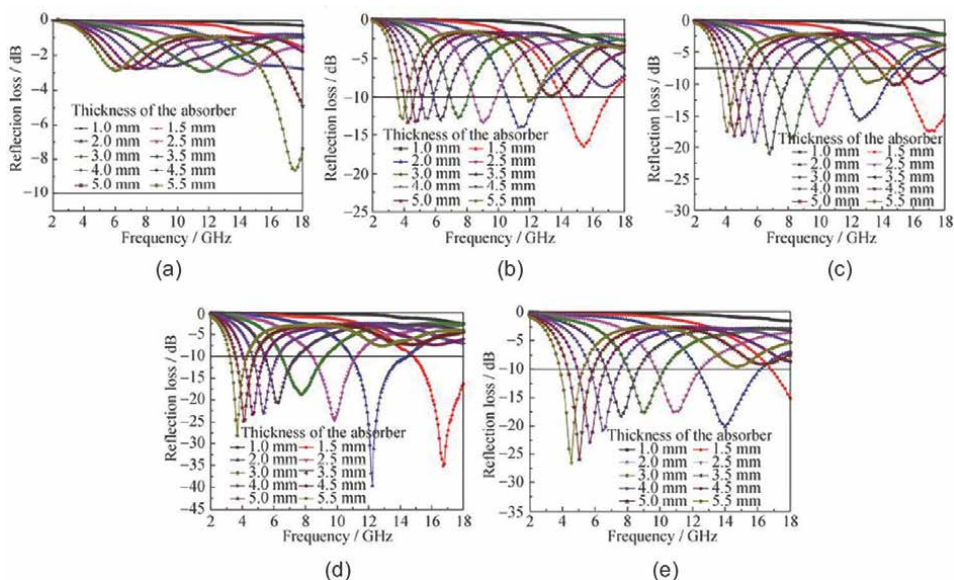 0
−2
−4
−6
−8
−10
Reflection loss / dB
Thickness of the absorber
1.0 mm 1.5 mm
2.0 mm 2.5 mm
3.0 mm 3.5 mm
4.0 mm 4.5 mm
5.0 mm 5.5 mm
2 4 6 8 10 12 14 16 18
Frequency / GHz
(a)
0
−5
−10
−15
−20
−25
Reflection loss / dB
Thickness of the absorber
1.0 mm 1.5 mm
2.0 mm 2.5 mm
3.0 mm 3.5 mm
4.0 mm 4.5 mm
5.0 mm 5.5 mm
2 4 6 8 10 12 14 16 18
Frequency / GHz
(b)
0
−5
−10
−15
−20
−25
−30
Reflection loss / dB
Thickness of the absorber
1.0 mm 1.5 mm
2.0 mm 2.5 mm
3.0 mm 3.5 mm
4.0 mm 4.5 mm
5.0 mm 5.5 mm
2 4 6 8 10 12 14 16 18
Frequency / GHz
(c)
0
−5
−10
−15
−20
−25
−30
−35
−40
−45
Reflection loss / dB
Thickness of the absorber
1.0 mm 1.5 mm
2.0 mm 2.5 mm
3.0 mm 3.5 mm
4.0 mm 4.5 mm
5.0 mm 5.5 mm
2 4 6 8 10 12 14 16 18
Frequency / GHz
(d)
0
−5
−10
−15
−20
−25
−30
−35
Reflection loss / dB
Thickness of the absorber
1.0 mm 1.5 mm
2.0 mm 2.5 mm
3.0 mm 3.5 mm
4.0 mm 4.5 mm
5.0 mm 5.5 mm
2 4 6 8 10 12 14 16 18
Frequency / GHz
(e)